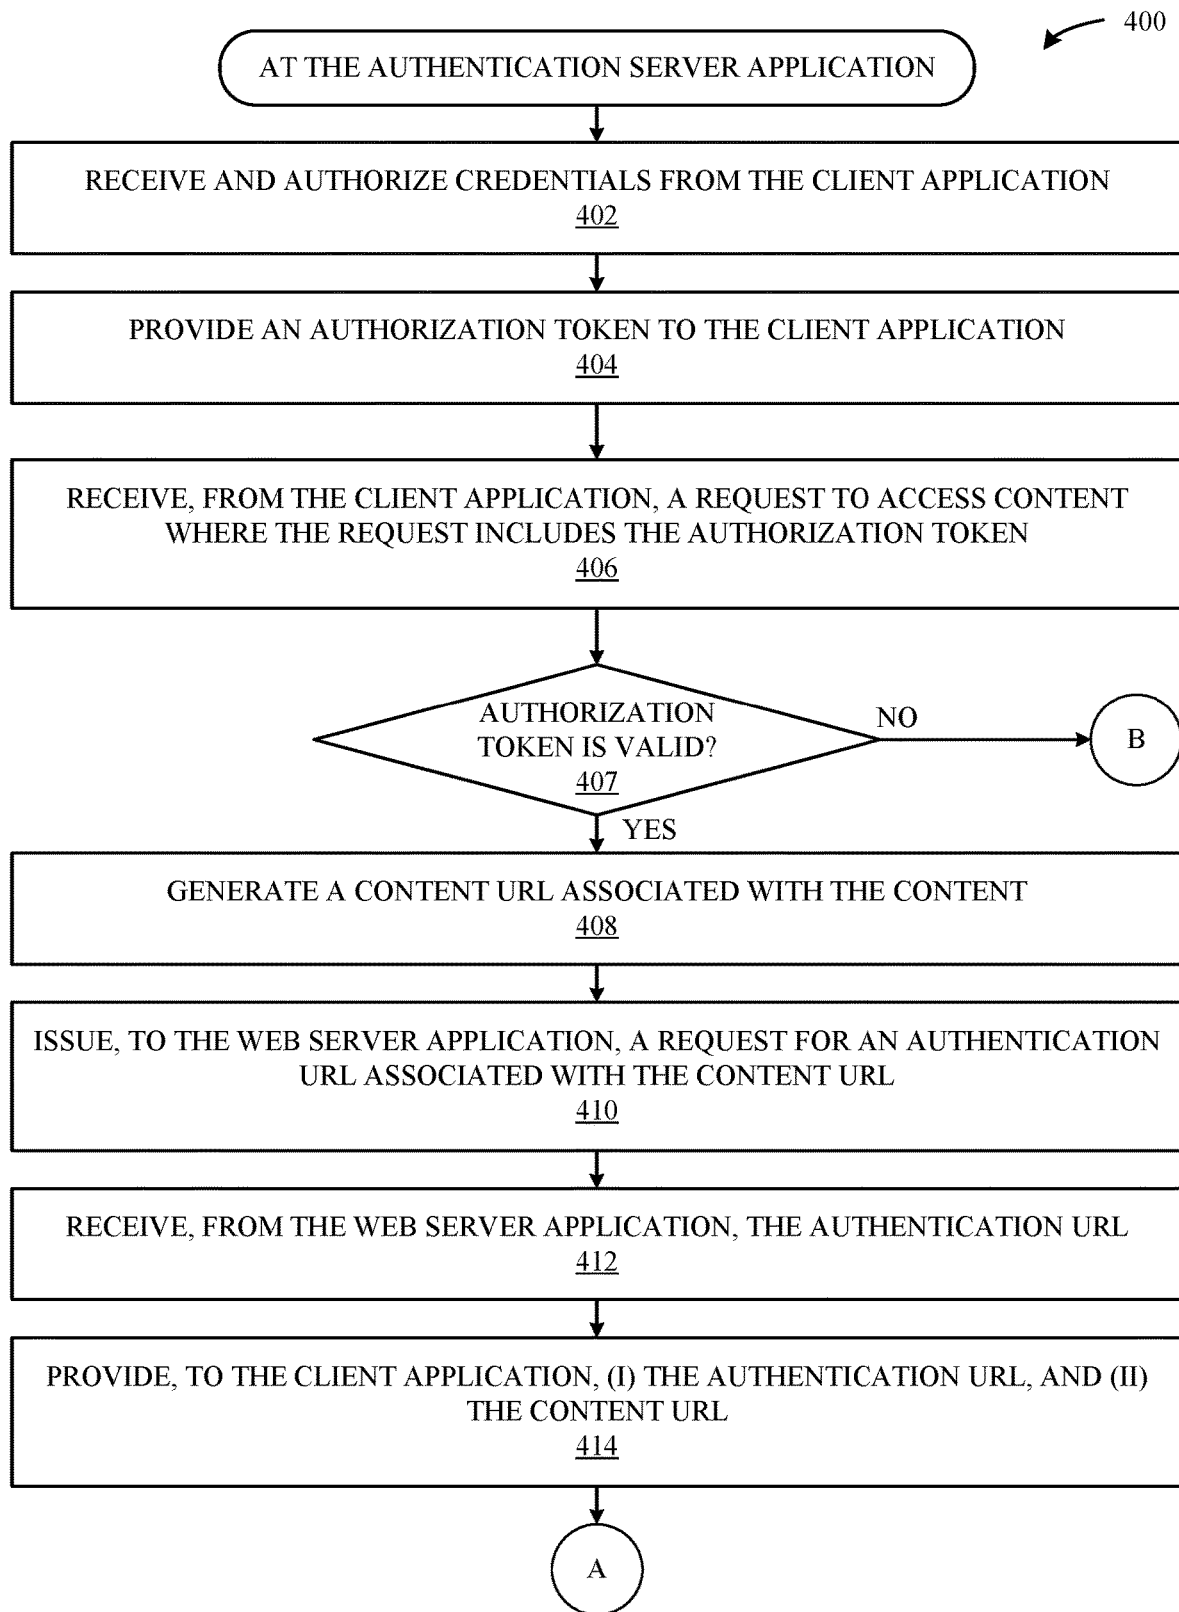 400
AT THE AUTHENTICATION SERVER APPLICATION
RECEIVE AND AUTHORIZE CREDENTIALS FROM THE CLIENT APPLICATION
402
PROVIDE AN AUTHORIZATION TOKEN TO THE CLIENT APPLICATION
404
RECEIVE, FROM THE CLIENT APPLICATION, A REQUEST TO ACCESS CONTENT
WHERE THE REQUEST INCLUDES THE AUTHORIZATION TOKEN
406
AUTHORIZATION
TOKEN IS VALID?
407
NO
B
YES
GENERATE A CONTENT URL ASSOCIATED WITH THE CONTENT
408
ISSUE, TO THE WEB SERVER APPLICATION, A REQUEST FOR AN AUTHENTICATION
URL ASSOCIATED WITH THE CONTENT URL
410
RECEIVE, FROM THE WEB SERVER APPLICATION, THE AUTHENTICATION URL
412
PROVIDE, TO THE CLIENT APPLICATION, (I) THE AUTHENTICATION URL, AND (II)
THE CONTENT URL
414
A